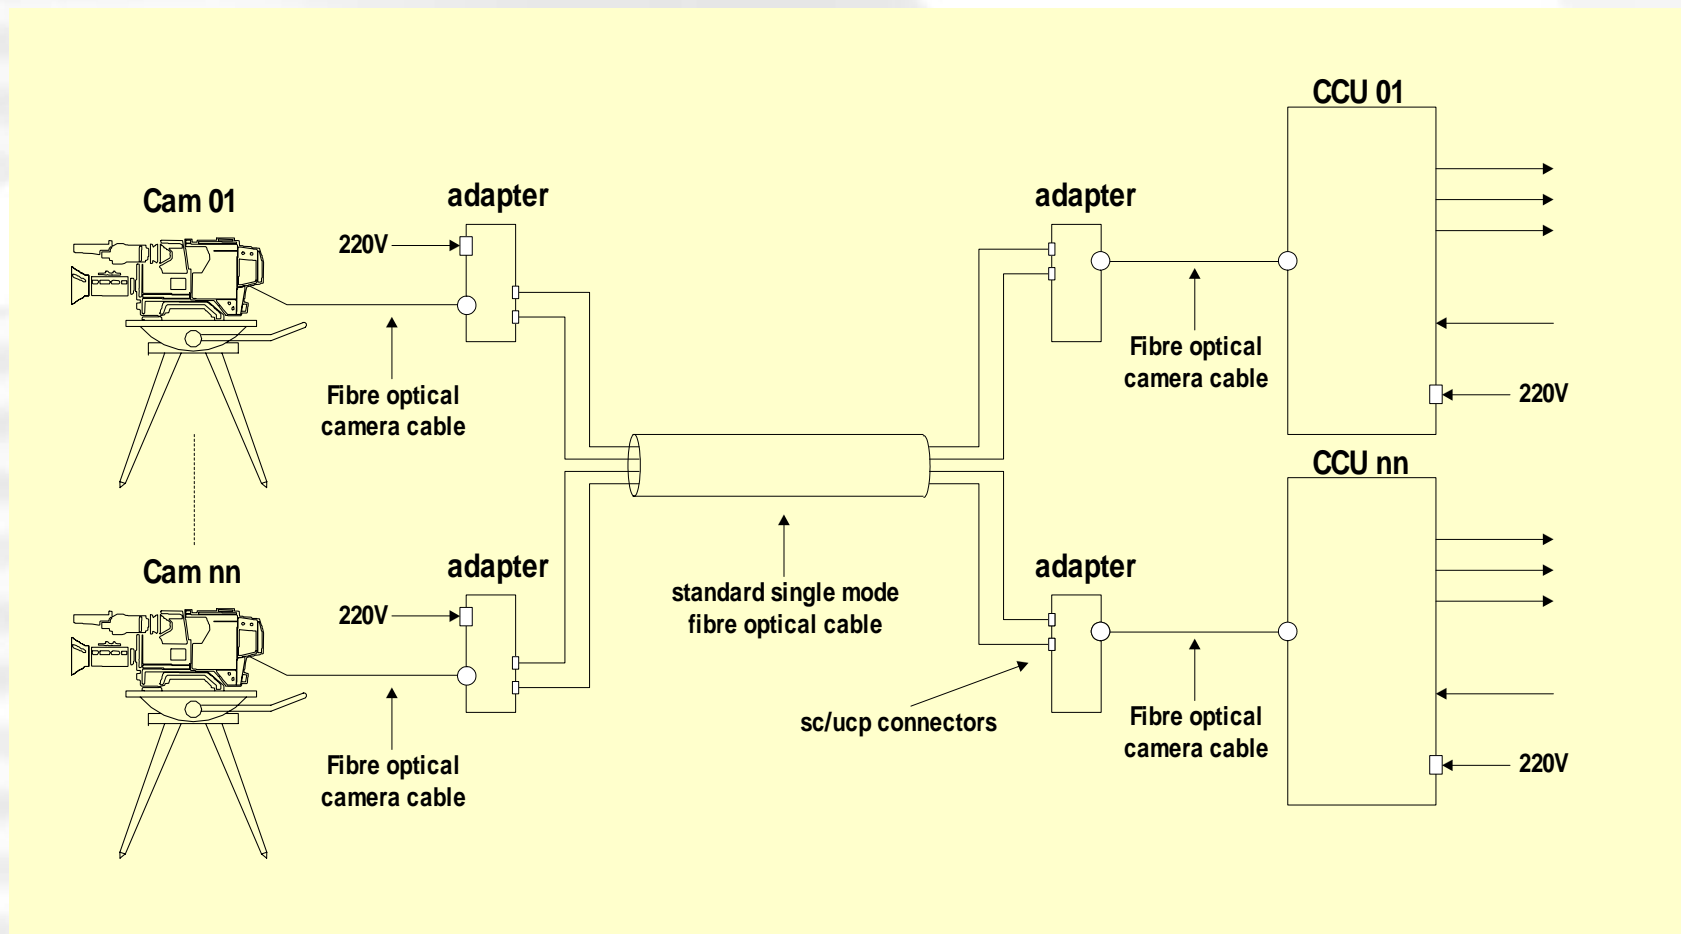 CCU 01
Cam 01
adapter
adapter
220V
Fibre optical
camera cable
Fibre optical
camera cable
220V
CCU nn
Cam nn
adapter
adapter
220V
standard single mode
fibre optical cable
sc/ucp connectors
Fibre optical
camera cable
Fibre optical
camera cable
220V